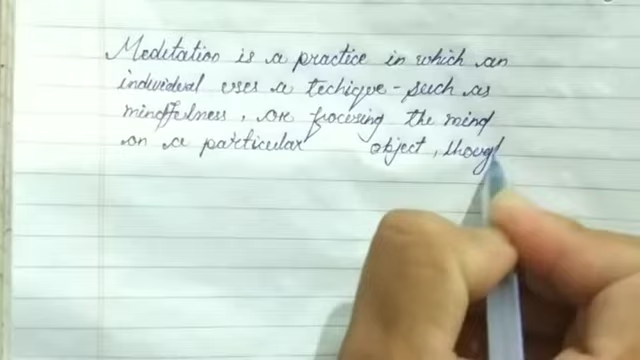 Meditation is a practice in which an
individual uses a techique - such as
mindfulness, or focusing the mind
on a particular object, though